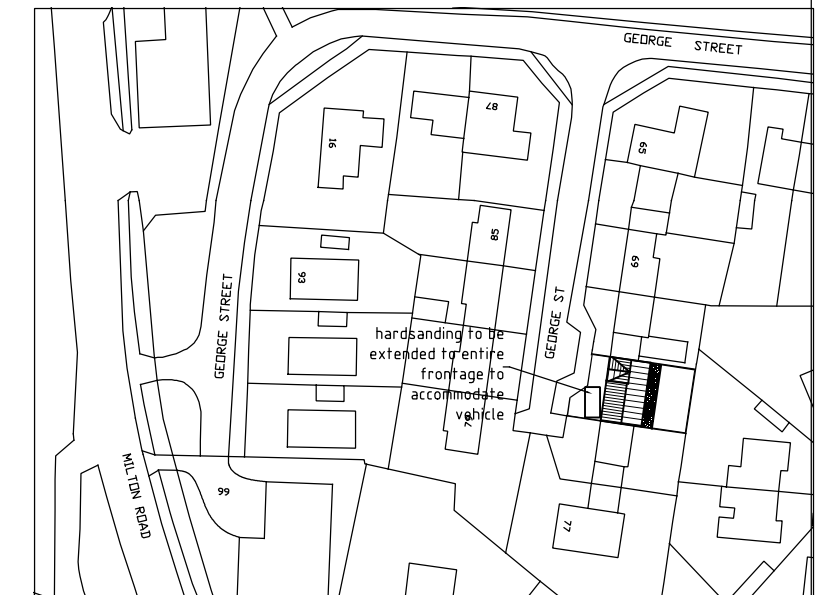 GEORGE STREET
87
16
65
85
69
93
GEORGE STREET
GEORGE ST
hardsanding to be
extended to entire
frontage to
accommodate
vehicle
79
MILTON ROAD
99
77